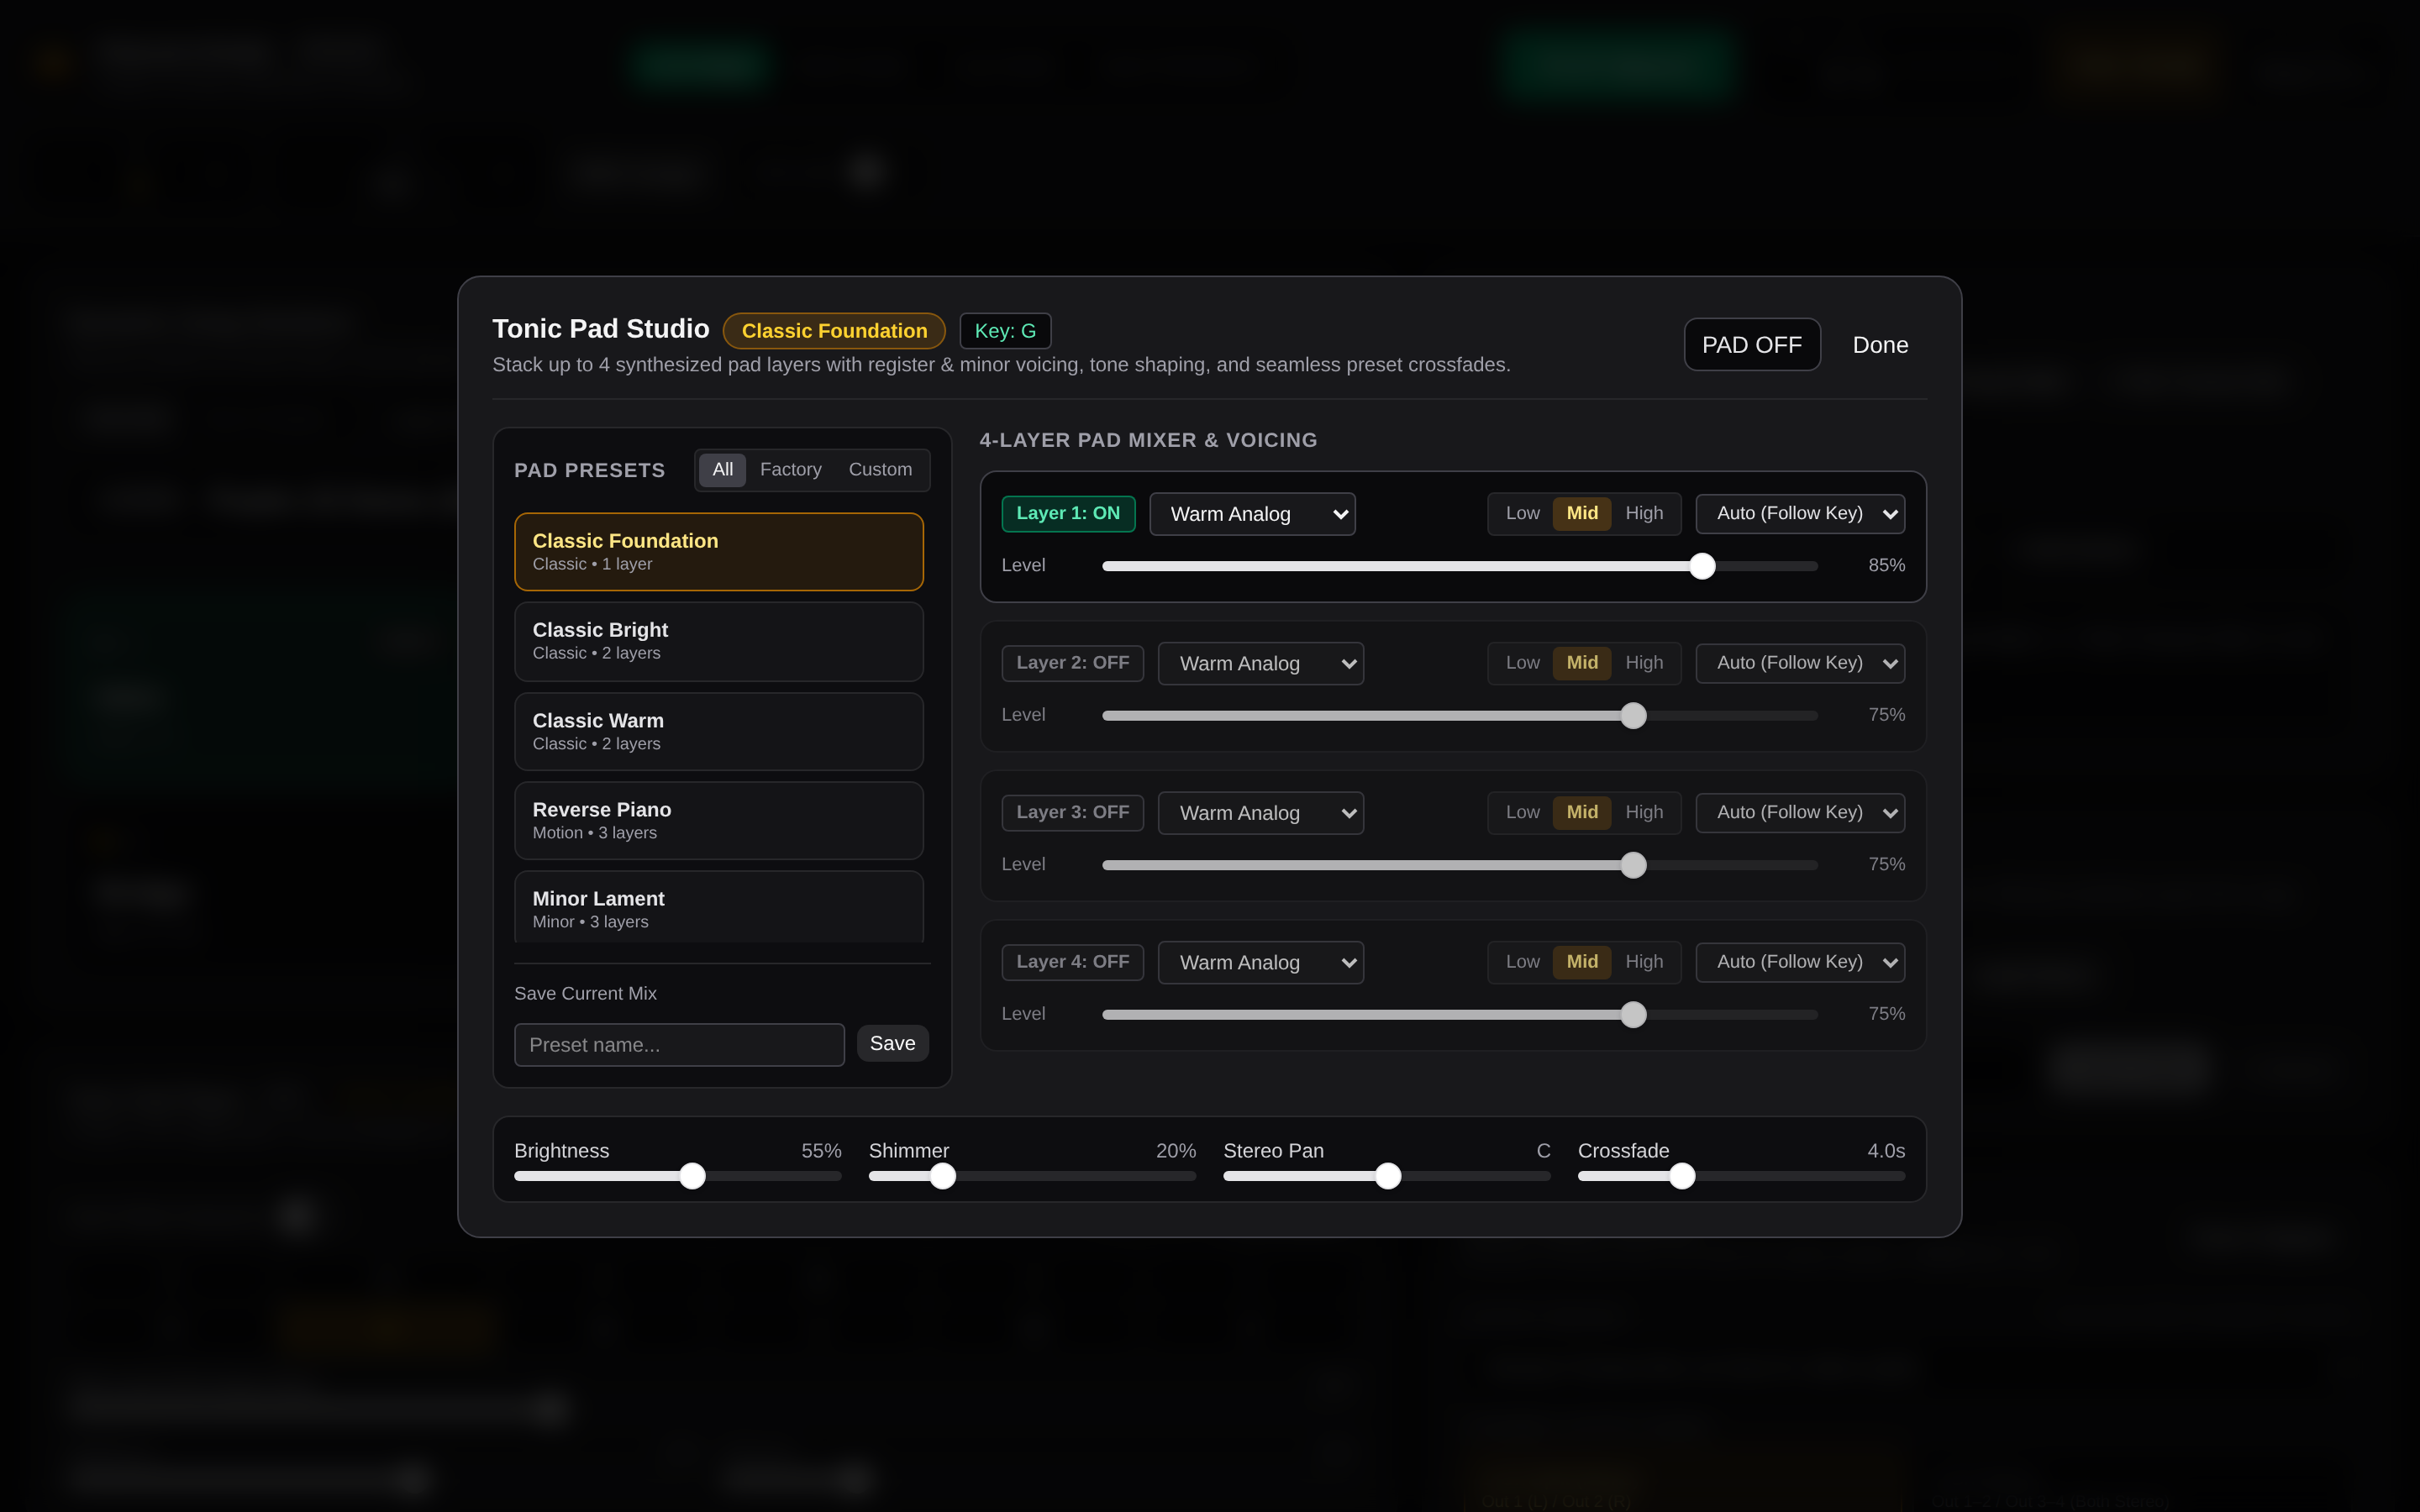 Tonic Pad Studio Classic Foundation Key: G
Stack up to 4 synthesized pad layers with register & minor voicing, tone shaping, and seamless preset crossfades.
PAD OFF Done
PAD PRESETS All Factory Custom
Classic Foundation
Classic • 1 layer
Classic Bright
Classic • 2 layers
Classic Warm
Classic • 2 layers
Reverse Piano
Motion • 3 layers
Minor Lament
Minor • 3 layers
Save Current Mix
Preset name... Save
4-LAYER PAD MIXER & VOICING
Layer 1: ON Warm Analog Low Mid High Auto (Follow Key)
Level 85%
Layer 2: OFF Warm Analog Low Mid High Auto (Follow Key)
Level 75%
Layer 3: OFF Warm Analog Low Mid High Auto (Follow Key)
Level 75%
Layer 4: OFF Warm Analog Low Mid High Auto (Follow Key)
Level 75%
Brightness 55% Shimmer 20% Stereo Pan C Crossfade 4.0s
Out 1 (L) / Out 2 (R)